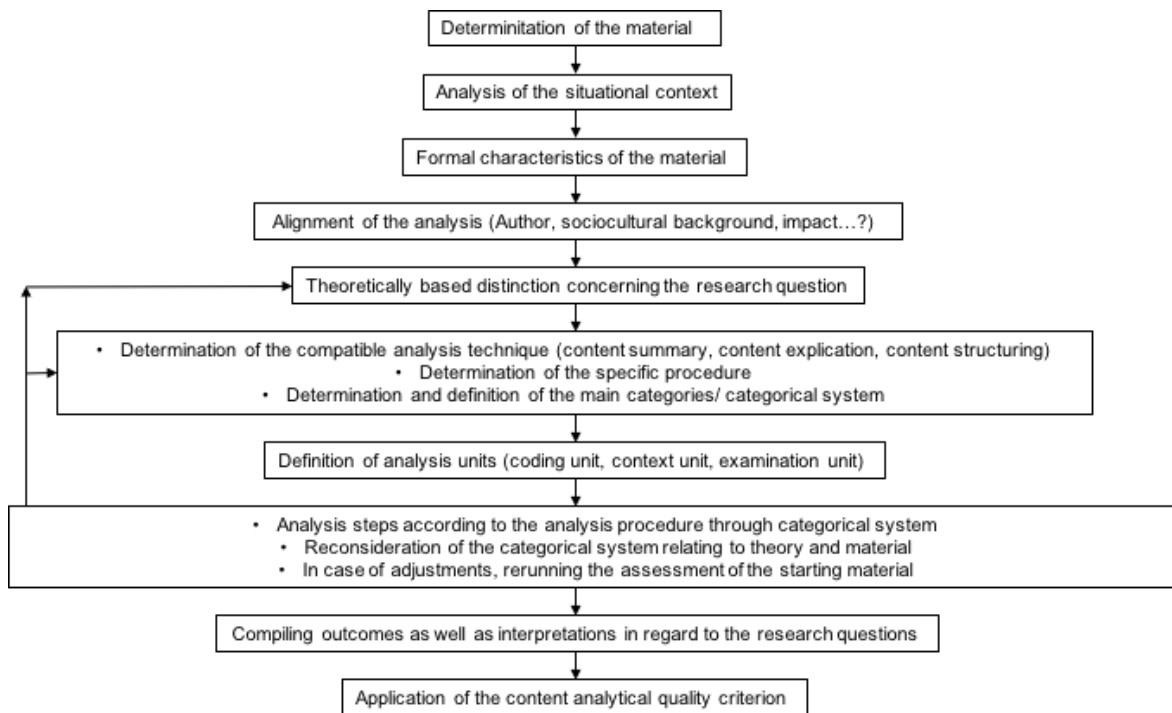 Determinitation of the material
Analysis of the situational context
Formal characteristics of the material
Alignment of the analysis (Author, sociocultural background, impact…?)
Theoretically based distinction concerning the research question
• Determination of the compatible analysis technique (content summary, content explication, content structuring)
• Determination of the specific procedure
• Determination and definition of the main categories/ categorical system
Definition of analysis units (coding unit, context unit, examination unit)
• Analysis steps according to the analysis procedure through categorical system
• Reconsideration of the categorical system relating to theory and material
• In case of adjustments, rerunning the assessment of the starting material
Compiling outcomes as well as interpretations in regard to the research questions
Application of the content analytical quality criterion